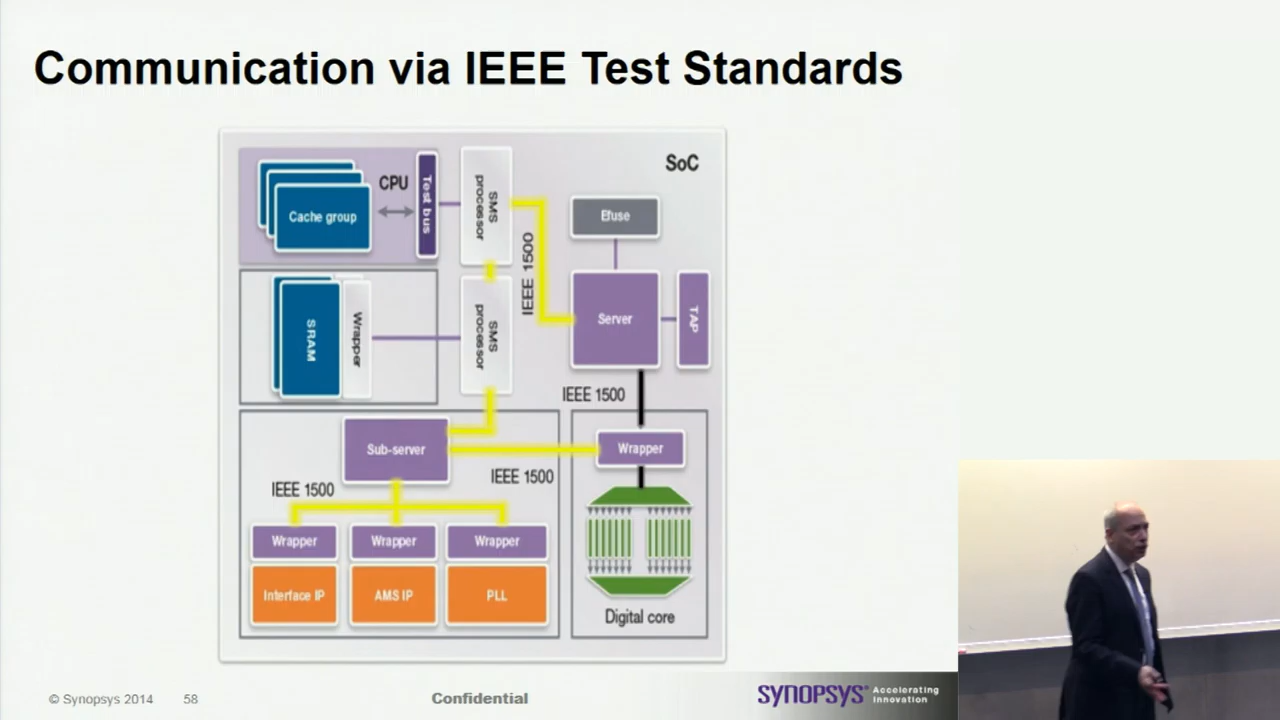 Communication via IEEE Test Standards
SoC
CPU
Cache group
Test bus
SMS
processor
IEEE 1500
Efuse
Server
TAP
SRAM
Wrapper
SMS
processor
IEEE 1500
Sub-server
Wrapper
IEEE 1500
IEEE 1500
Wrapper
Wrapper
Wrapper
Interface IP
AMS IP
PLL
Digital core
© Synopsys 2014
58
Confidential
SYNOPSYS®
Accelerating
Innovation